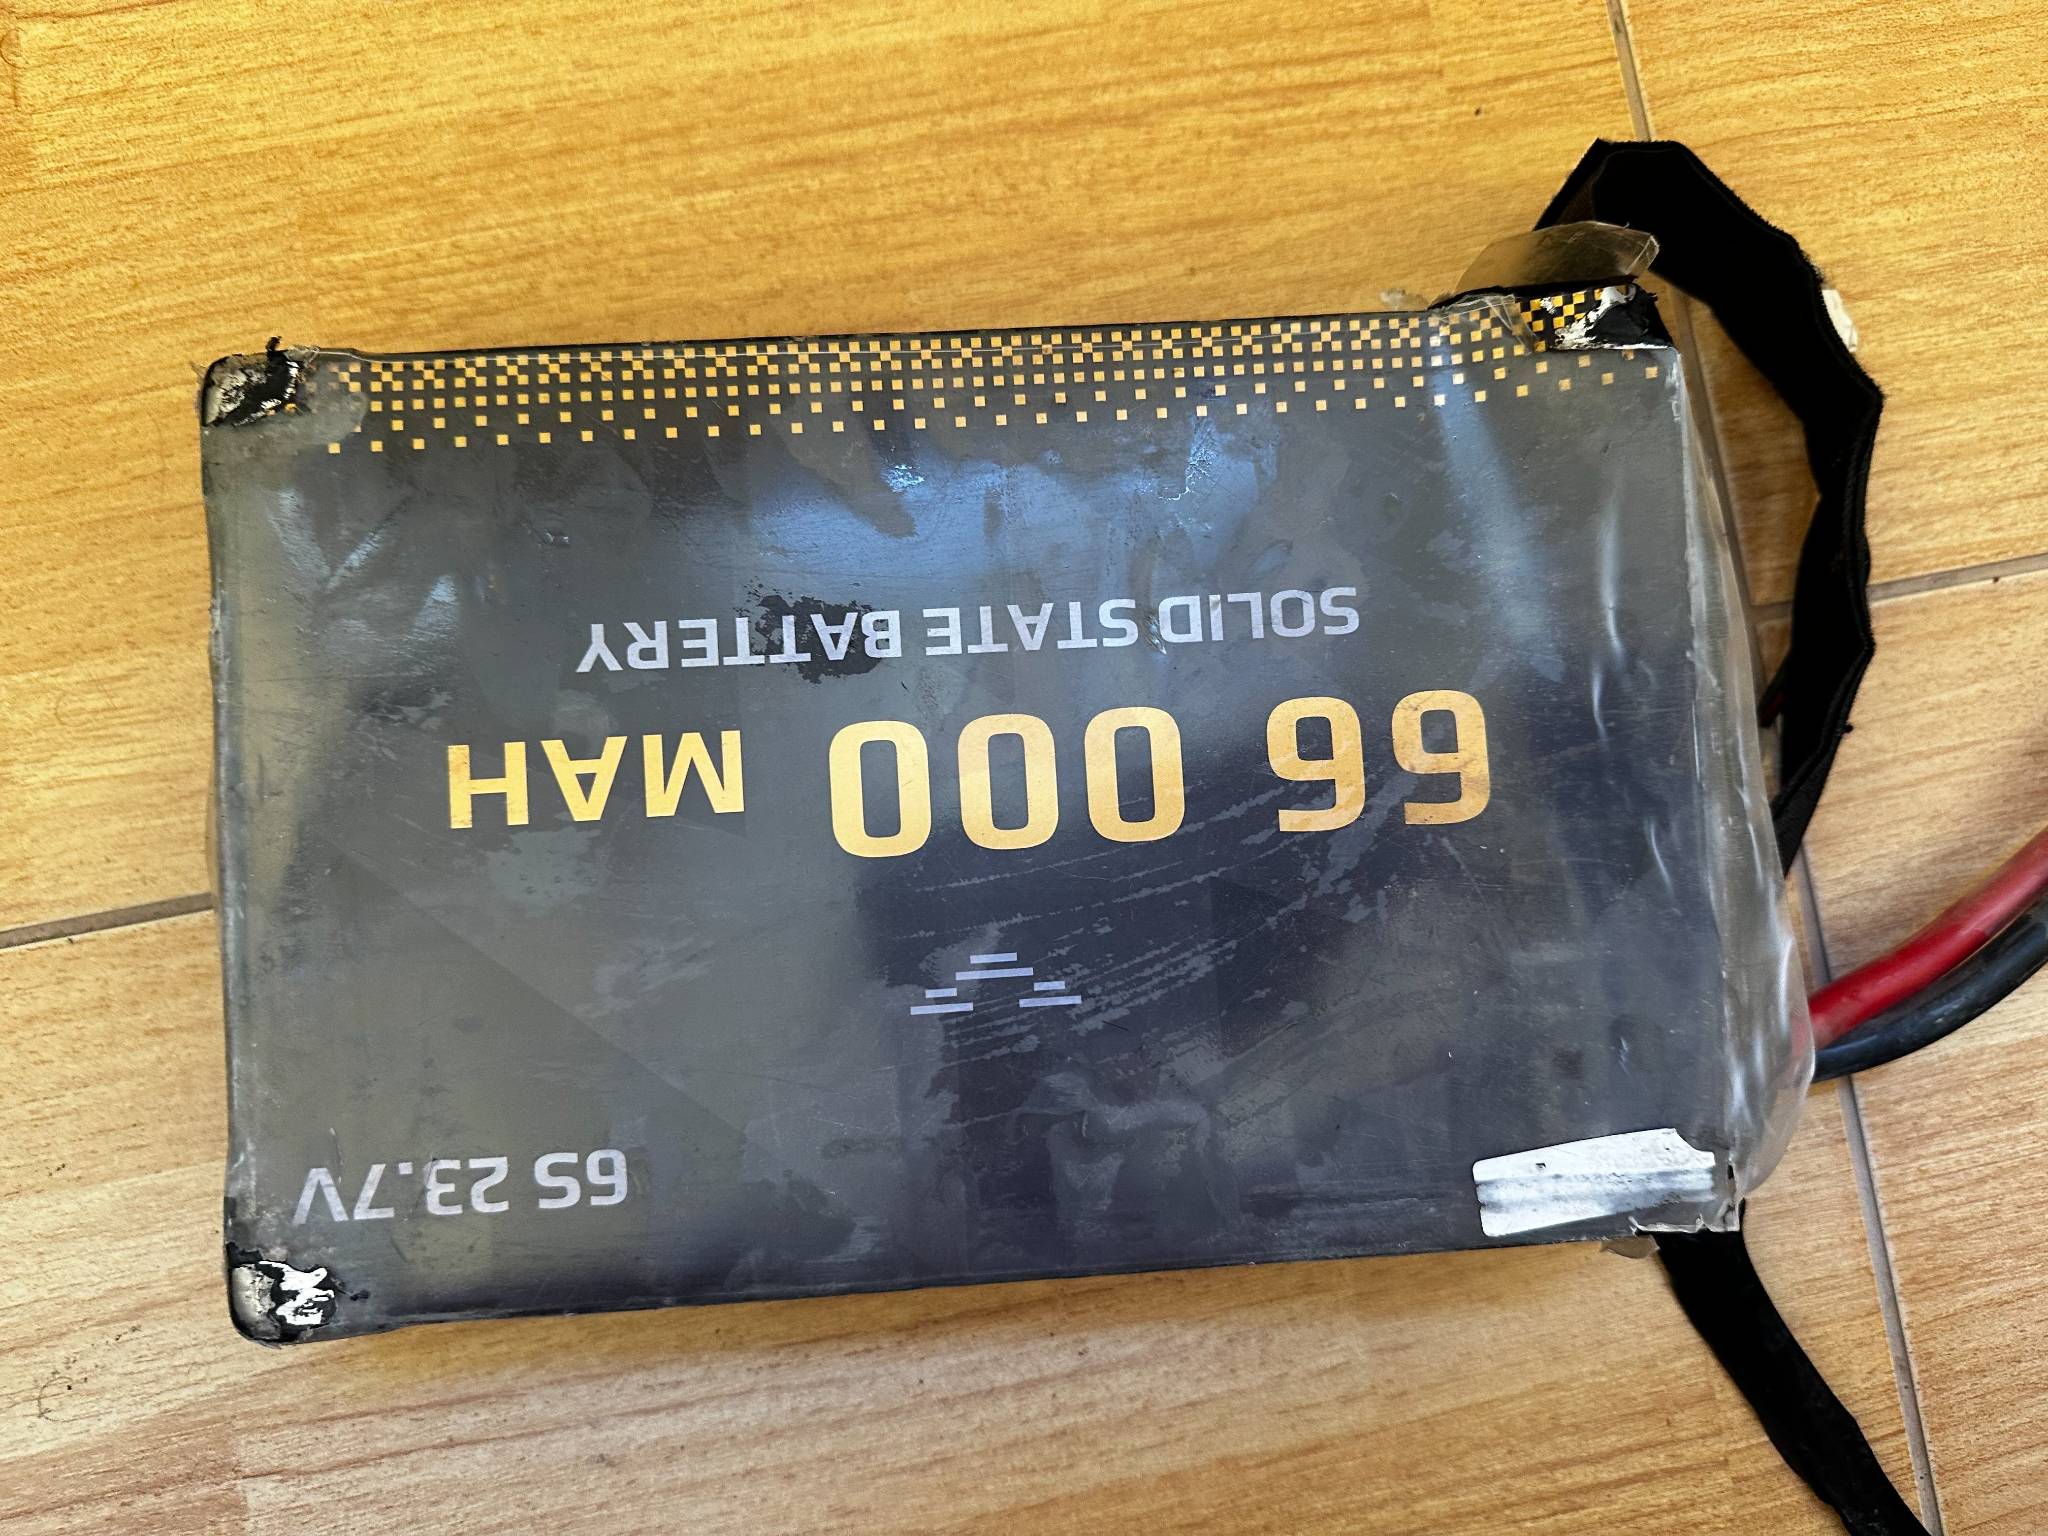 6S 23.7V
66 000 MAH
SOLID STATE BATTERY